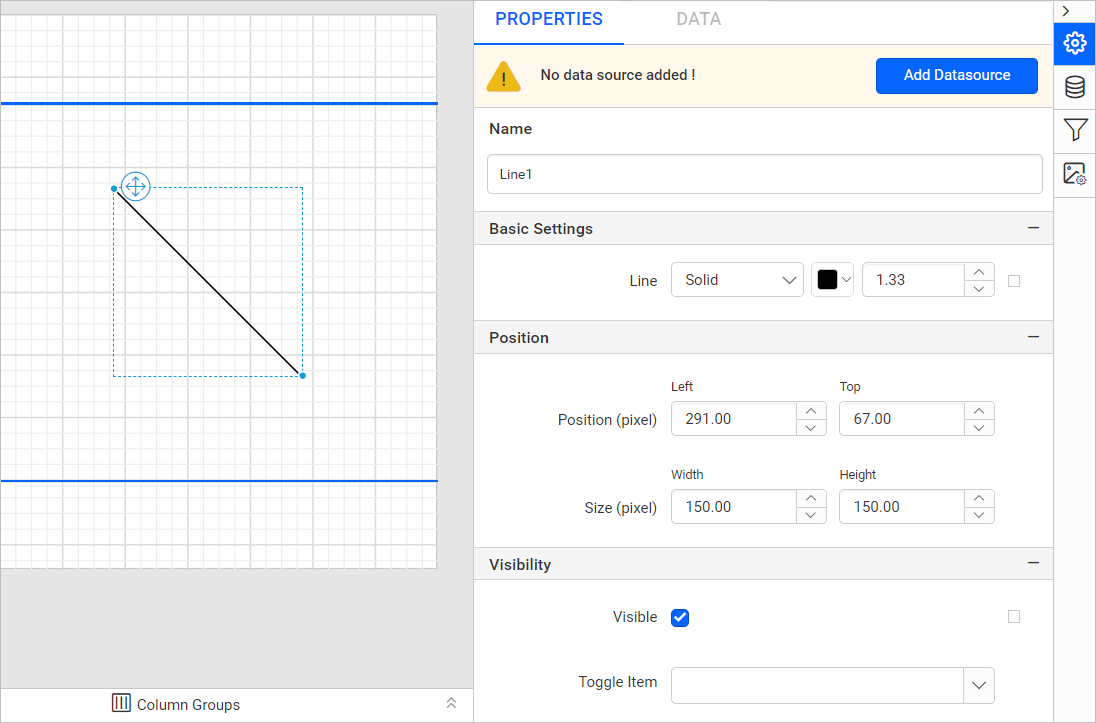 PROPERTIES
DATA
No data source added !
Add Datasource
Name
Line1
Basic Settings
Line
Solid
1.33
Position
Left
Top
Position (pixel)
291.00
67.00
Width
Height
Size (pixel)
150.00
150.00
Visibility
Visible
Toggle Item
Column Groups